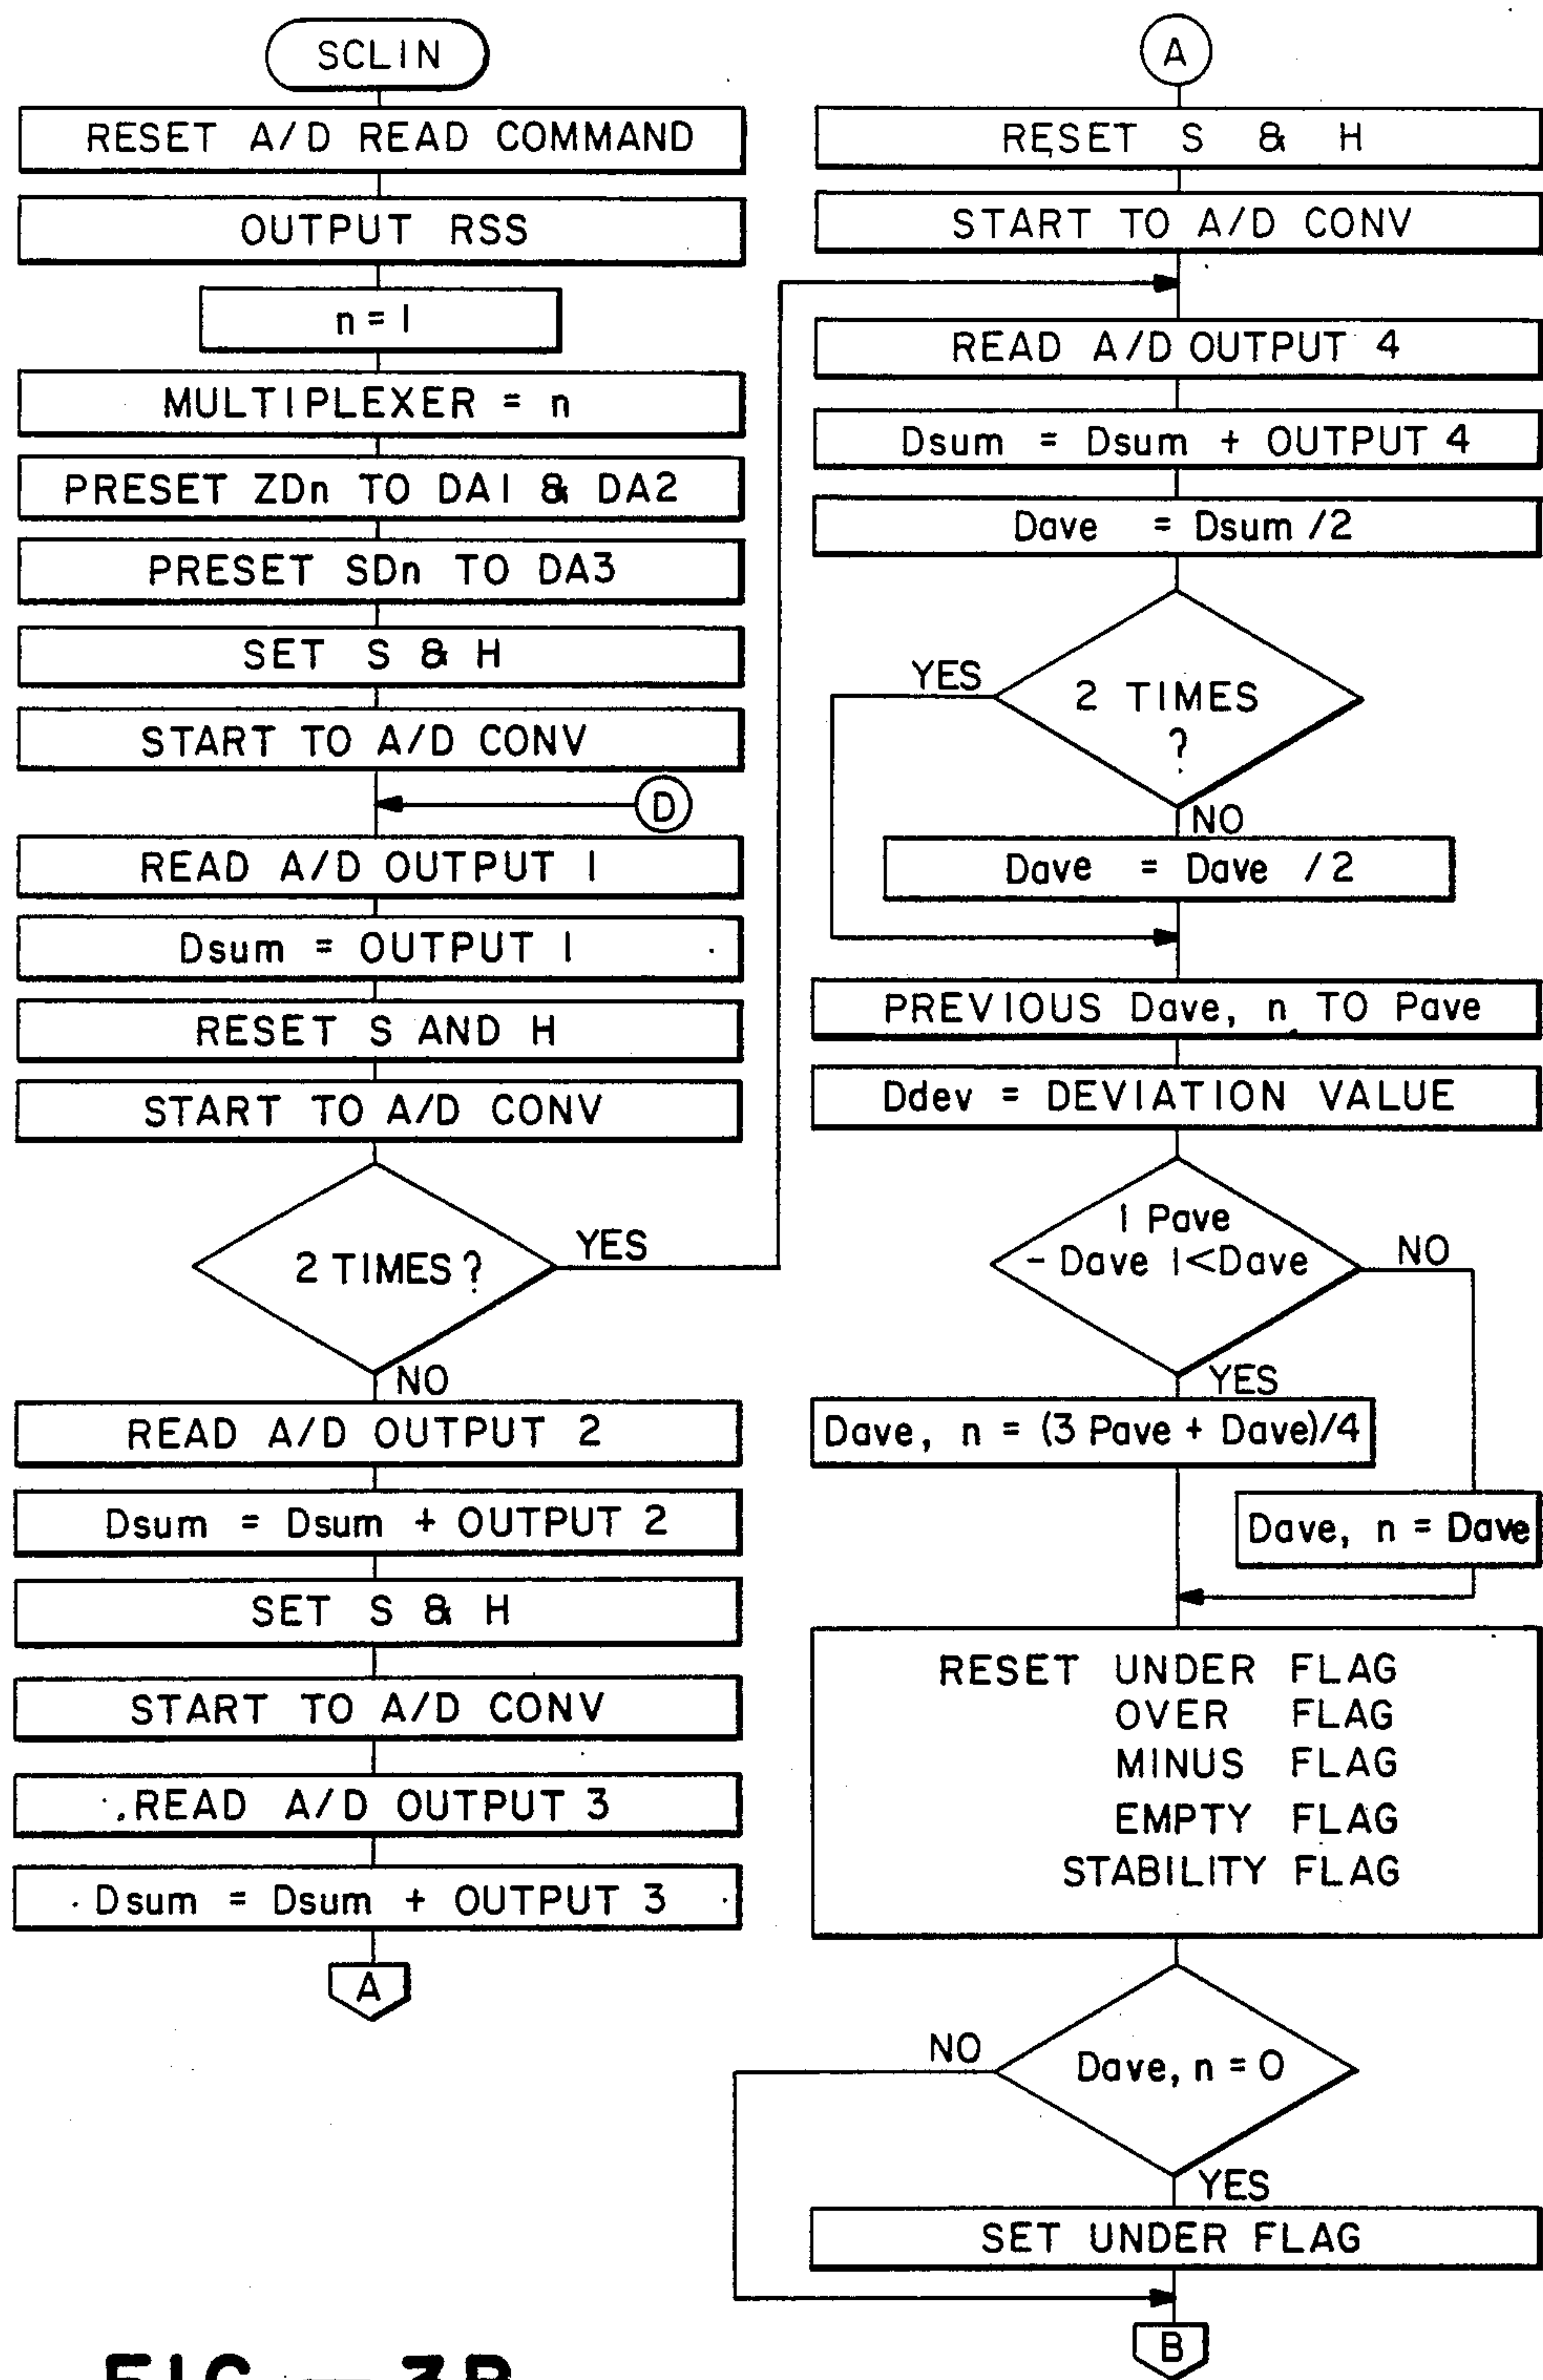 SCLIN
RESET A/D READ COMMAND
OUTPUT RSS
n = 1
MULTIPLEXER = n
PRESET ZDn TO DA1 & DA2
PRESET SDn TO DA3
SET S & H
START TO A/D CONV
D
READ A/D OUTPUT 1
Dsum = OUTPUT 1
RESET S AND H
START TO A/D CONV
2 TIMES ?
YES
NO
READ A/D OUTPUT 2
Dsum = Dsum + OUTPUT 2
SET S & H
START TO A/D CONV
READ A/D OUTPUT 3
Dsum = Dsum + OUTPUT 3
A
A
RESET S & H
START TO A/D CONV
READ A/D OUTPUT 4
Dsum = Dsum + OUTPUT 4
Dave = Dsum /2
YES
2 TIMES
?
NO
Dave = Dave /2
PREVIOUS Dave, n TO Pave
Ddev = DEVIATION VALUE
| Pave
- Dave |<Dave
NO
YES
Dave, n = (3 Pave + Dave)/4
Dave, n = Dave
RESET UNDER FLAG
OVER FLAG
MINUS FLAG
EMPTY FLAG
STABILITY FLAG
NO
Dave, n = 0
YES
SET UNDER FLAG
B
FIG.—3B